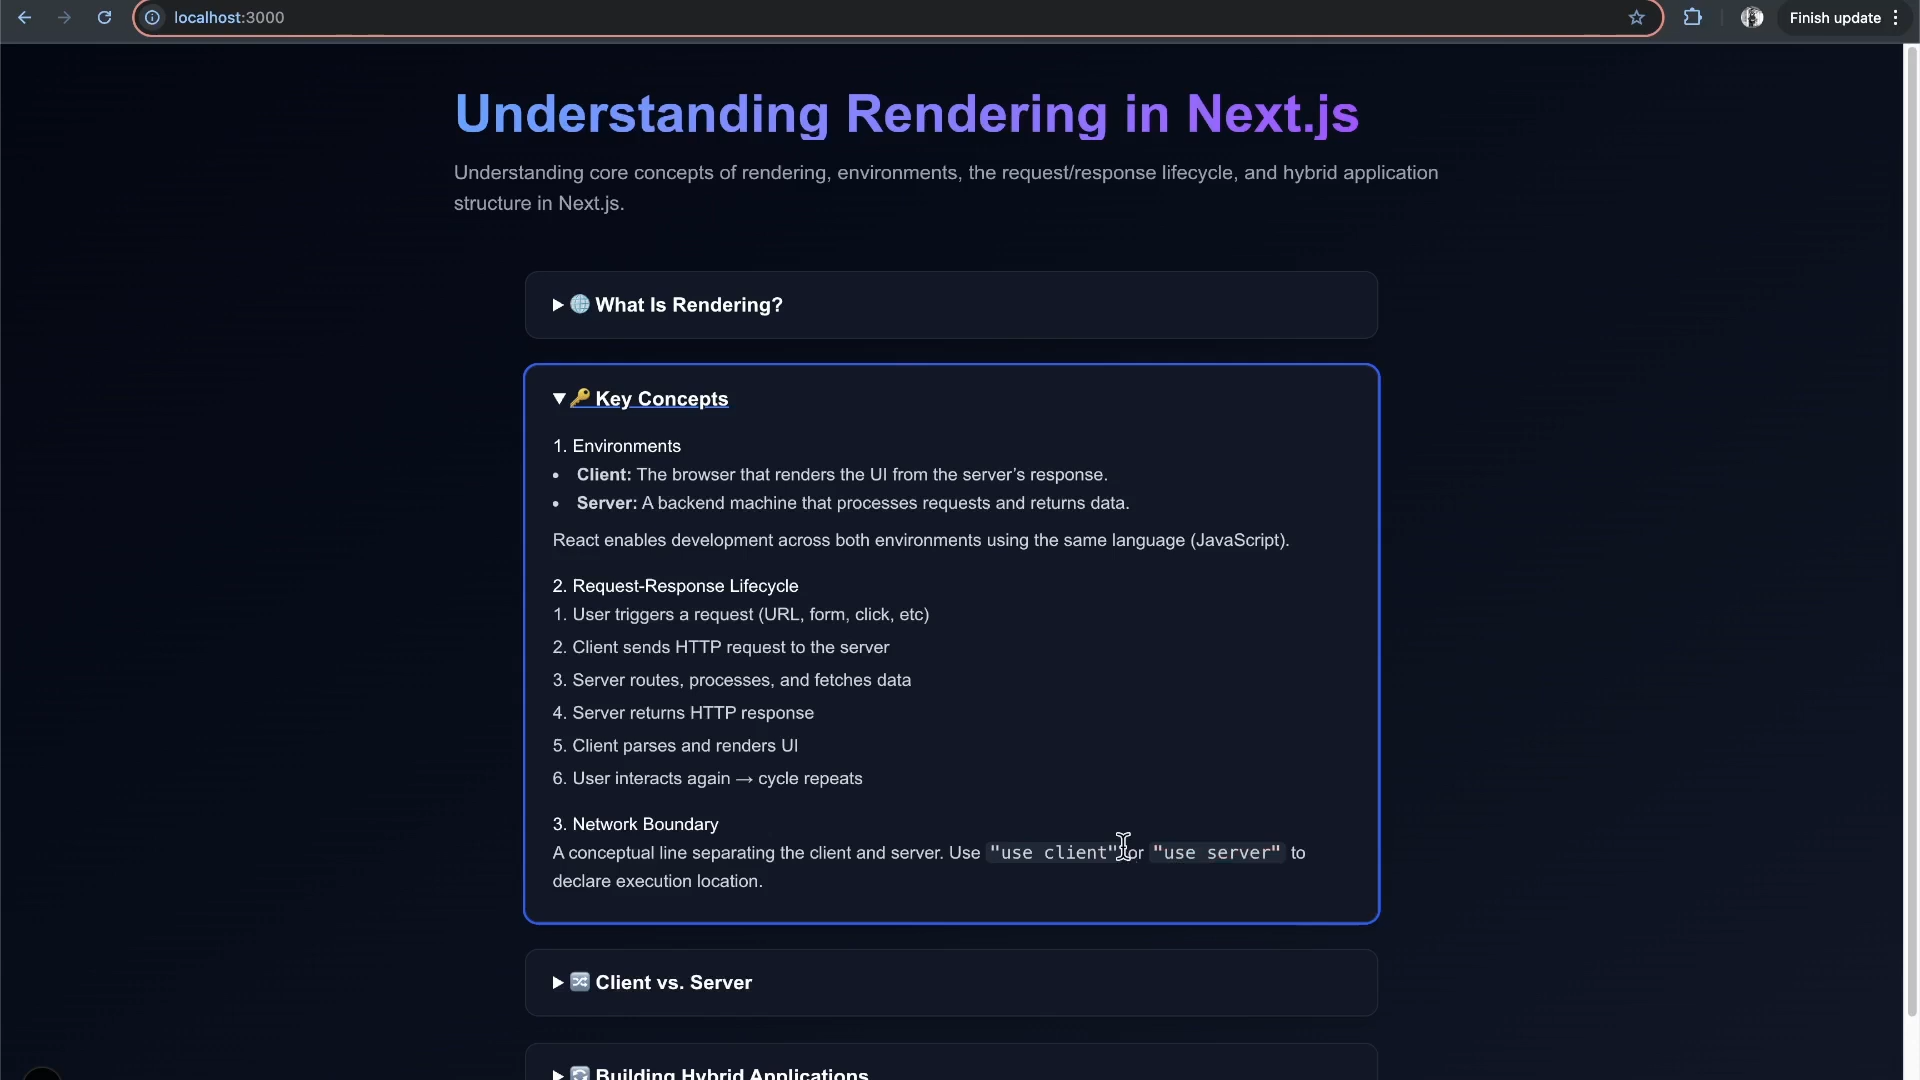 localhost:3000
Finish update
Understanding Rendering in Next.js
Understanding core concepts of rendering, environments, the request/response lifecycle, and hybrid application
structure in Next.js.
▶ 🌐 What Is Rendering?
▼ 🔑 Key Concepts
1. Environments
• Client: The browser that renders the UI from the server’s response.
• Server: A backend machine that processes requests and returns data.
React enables development across both environments using the same language (JavaScript).
2. Request-Response Lifecycle
1. User triggers a request (URL, form, click, etc)
2. Client sends HTTP request to the server
3. Server routes, processes, and fetches data
4. Server returns HTTP response
5. Client parses and renders UI
6. User interacts again → cycle repeats
3. Network Boundary
A conceptual line separating the client and server. Use "use client" or "use server" to
declare execution location.
▶ 🔀 Client vs. Server
▶ 🔄 Building Hybrid Applications